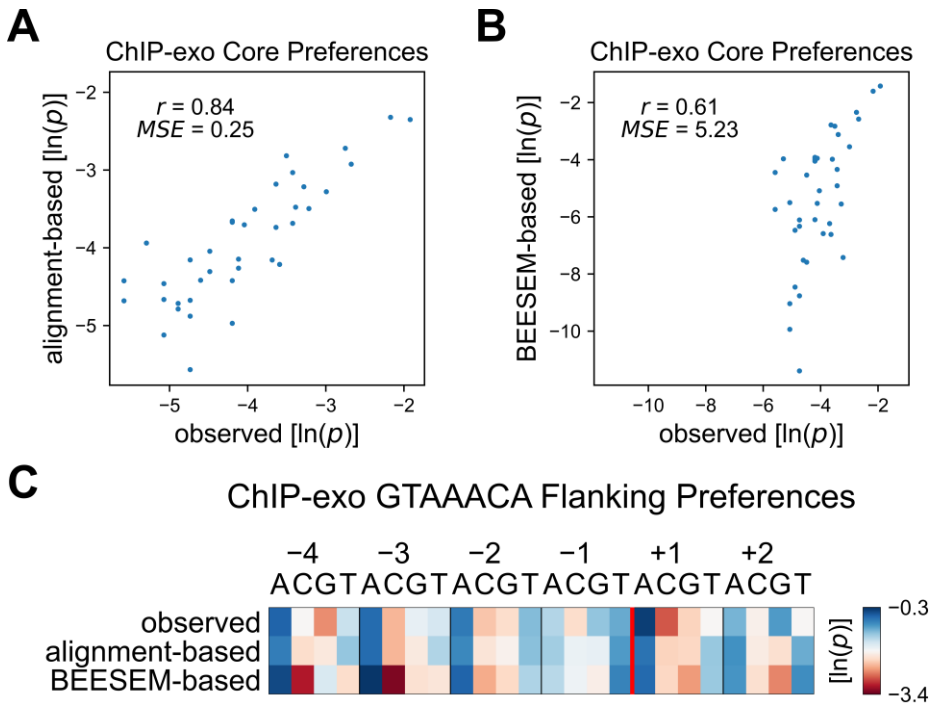 A
ChIP-exo Core Preferences
r = 0.84
MSE = 0.25
alignment-based [ln(p)]
−2
−3
−4
−5
−5 −4 −3 −2
observed [ln(p)]
B
ChIP-exo Core Preferences
r = 0.61
MSE = 5.23
BEESEM-based [ln(p)]
−2
−4
−6
−8
−10
−10 −8 −6 −4 −2
observed [ln(p)]
C
ChIP-exo GTAAACA Flanking Preferences
−4 −3 −2 −1 +1 +2
ACGTACGTACGTACGTACGTACGT
observed
alignment-based
BEESEM-based
−0.3
−3.4
[ln(p)]